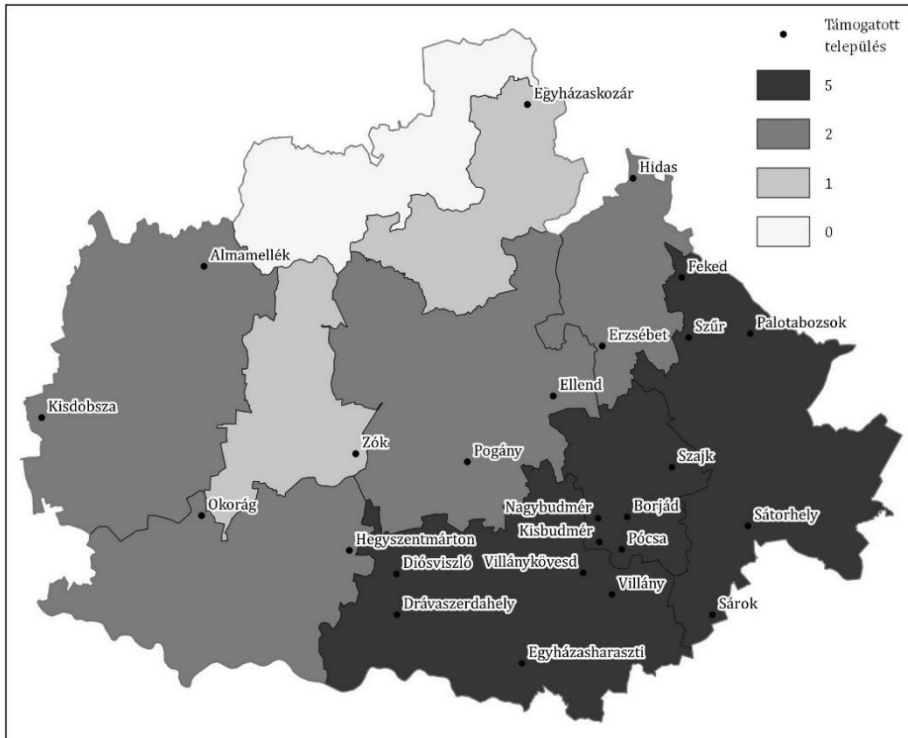 Támogatott
település
5
2
1
0
Egyházaskozár
Hidas
Almamellék
Feked
Szűr
Palotabozsok
Erzsébet
Ellend
Kisdobsza
Zók
Pogány
Szajk
Okorág
Nagybudmér
Borjád
Sátorhely
Kisbudmér
Pócsa
Hegyszentmárton
Diósviszló
Villánykövesd
Villány
Drávaszerdahely
Sárok
Egyházasharaszti